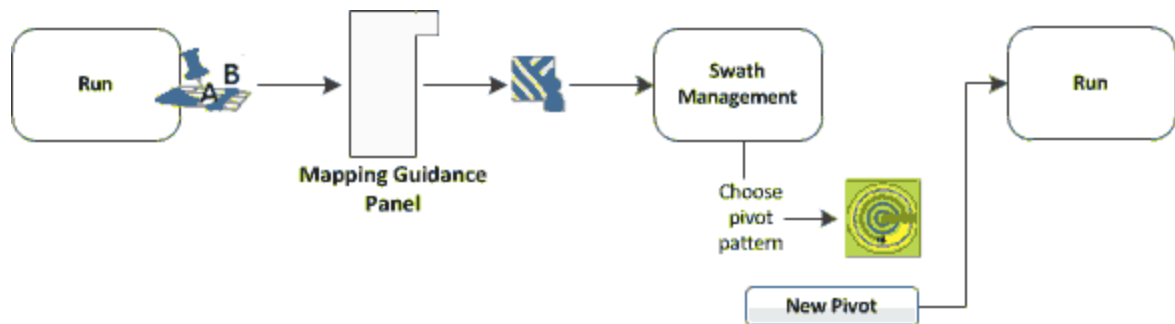 Run
A
B
Mapping Guidance
Panel
Swath
Management
Choose
pivot
pattern
New Pivot
Run